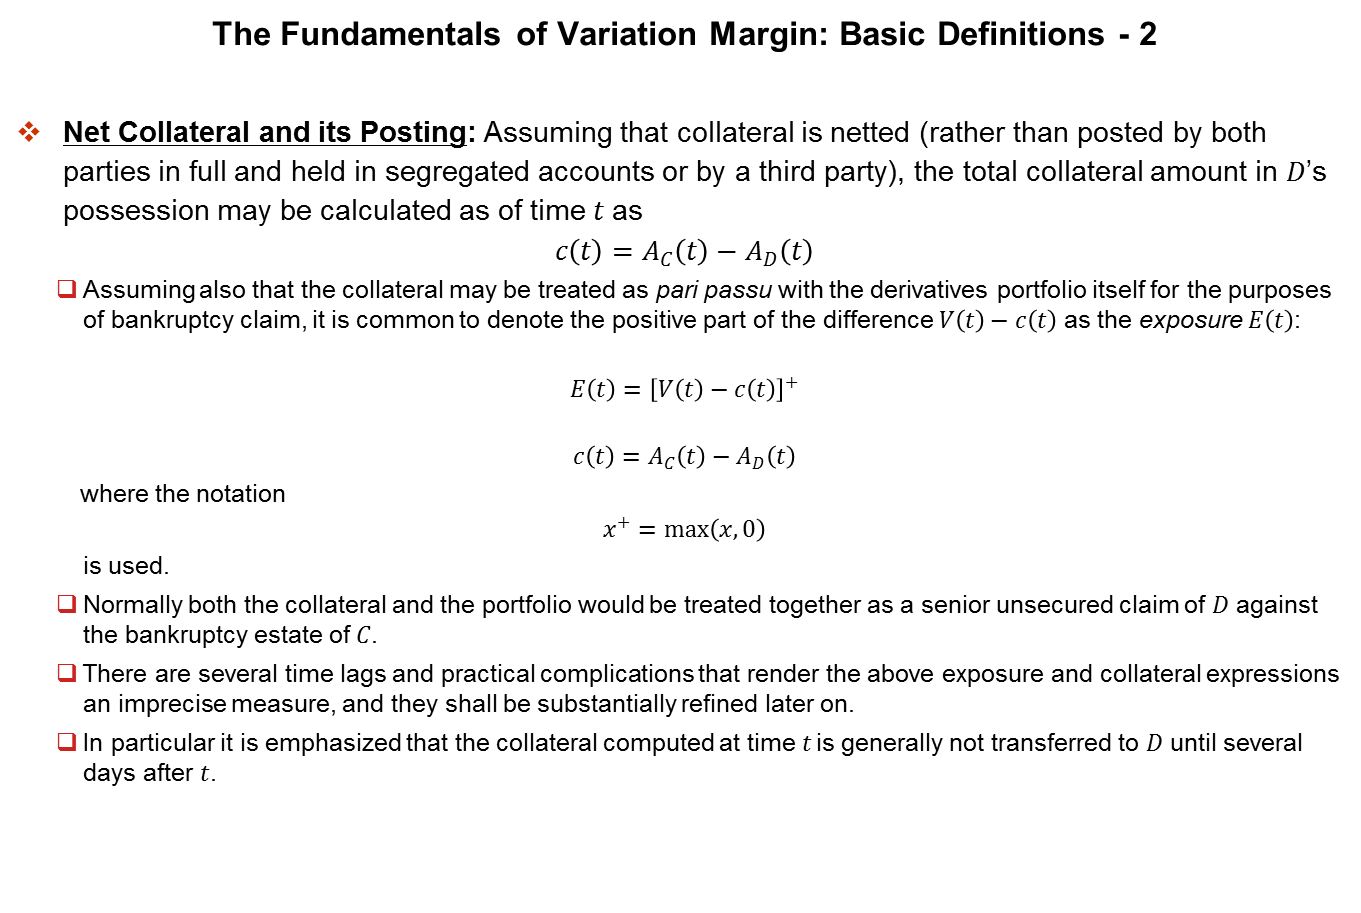 The Fundamentals of Variation Margin: Basic Definitions - 2
❖ Net Collateral and its Posting: Assuming that collateral is netted (rather than posted by both
parties in full and held in segregated accounts or by a third party), the total collateral amount in D's
possession may be calculated as of time t as
c(t) = A_C(t) − A_D(t)
❑ Assuming also that the collateral may be treated as pari passu with the derivatives portfolio itself for the purposes
of bankruptcy claim, it is common to denote the positive part of the difference V(t) − c(t) as the exposure E(t):
E(t) = [V(t) − c(t)]⁺
c(t) = A_C(t) − A_D(t)
where the notation
x⁺ = max(x, 0)
is used.
❑ Normally both the collateral and the portfolio would be treated together as a senior unsecured claim of D against
the bankruptcy estate of C.
❑ There are several time lags and practical complications that render the above exposure and collateral expressions
an imprecise measure, and they shall be substantially refined later on.
❑ In particular it is emphasized that the collateral computed at time t is generally not transferred to D until several
days after t.